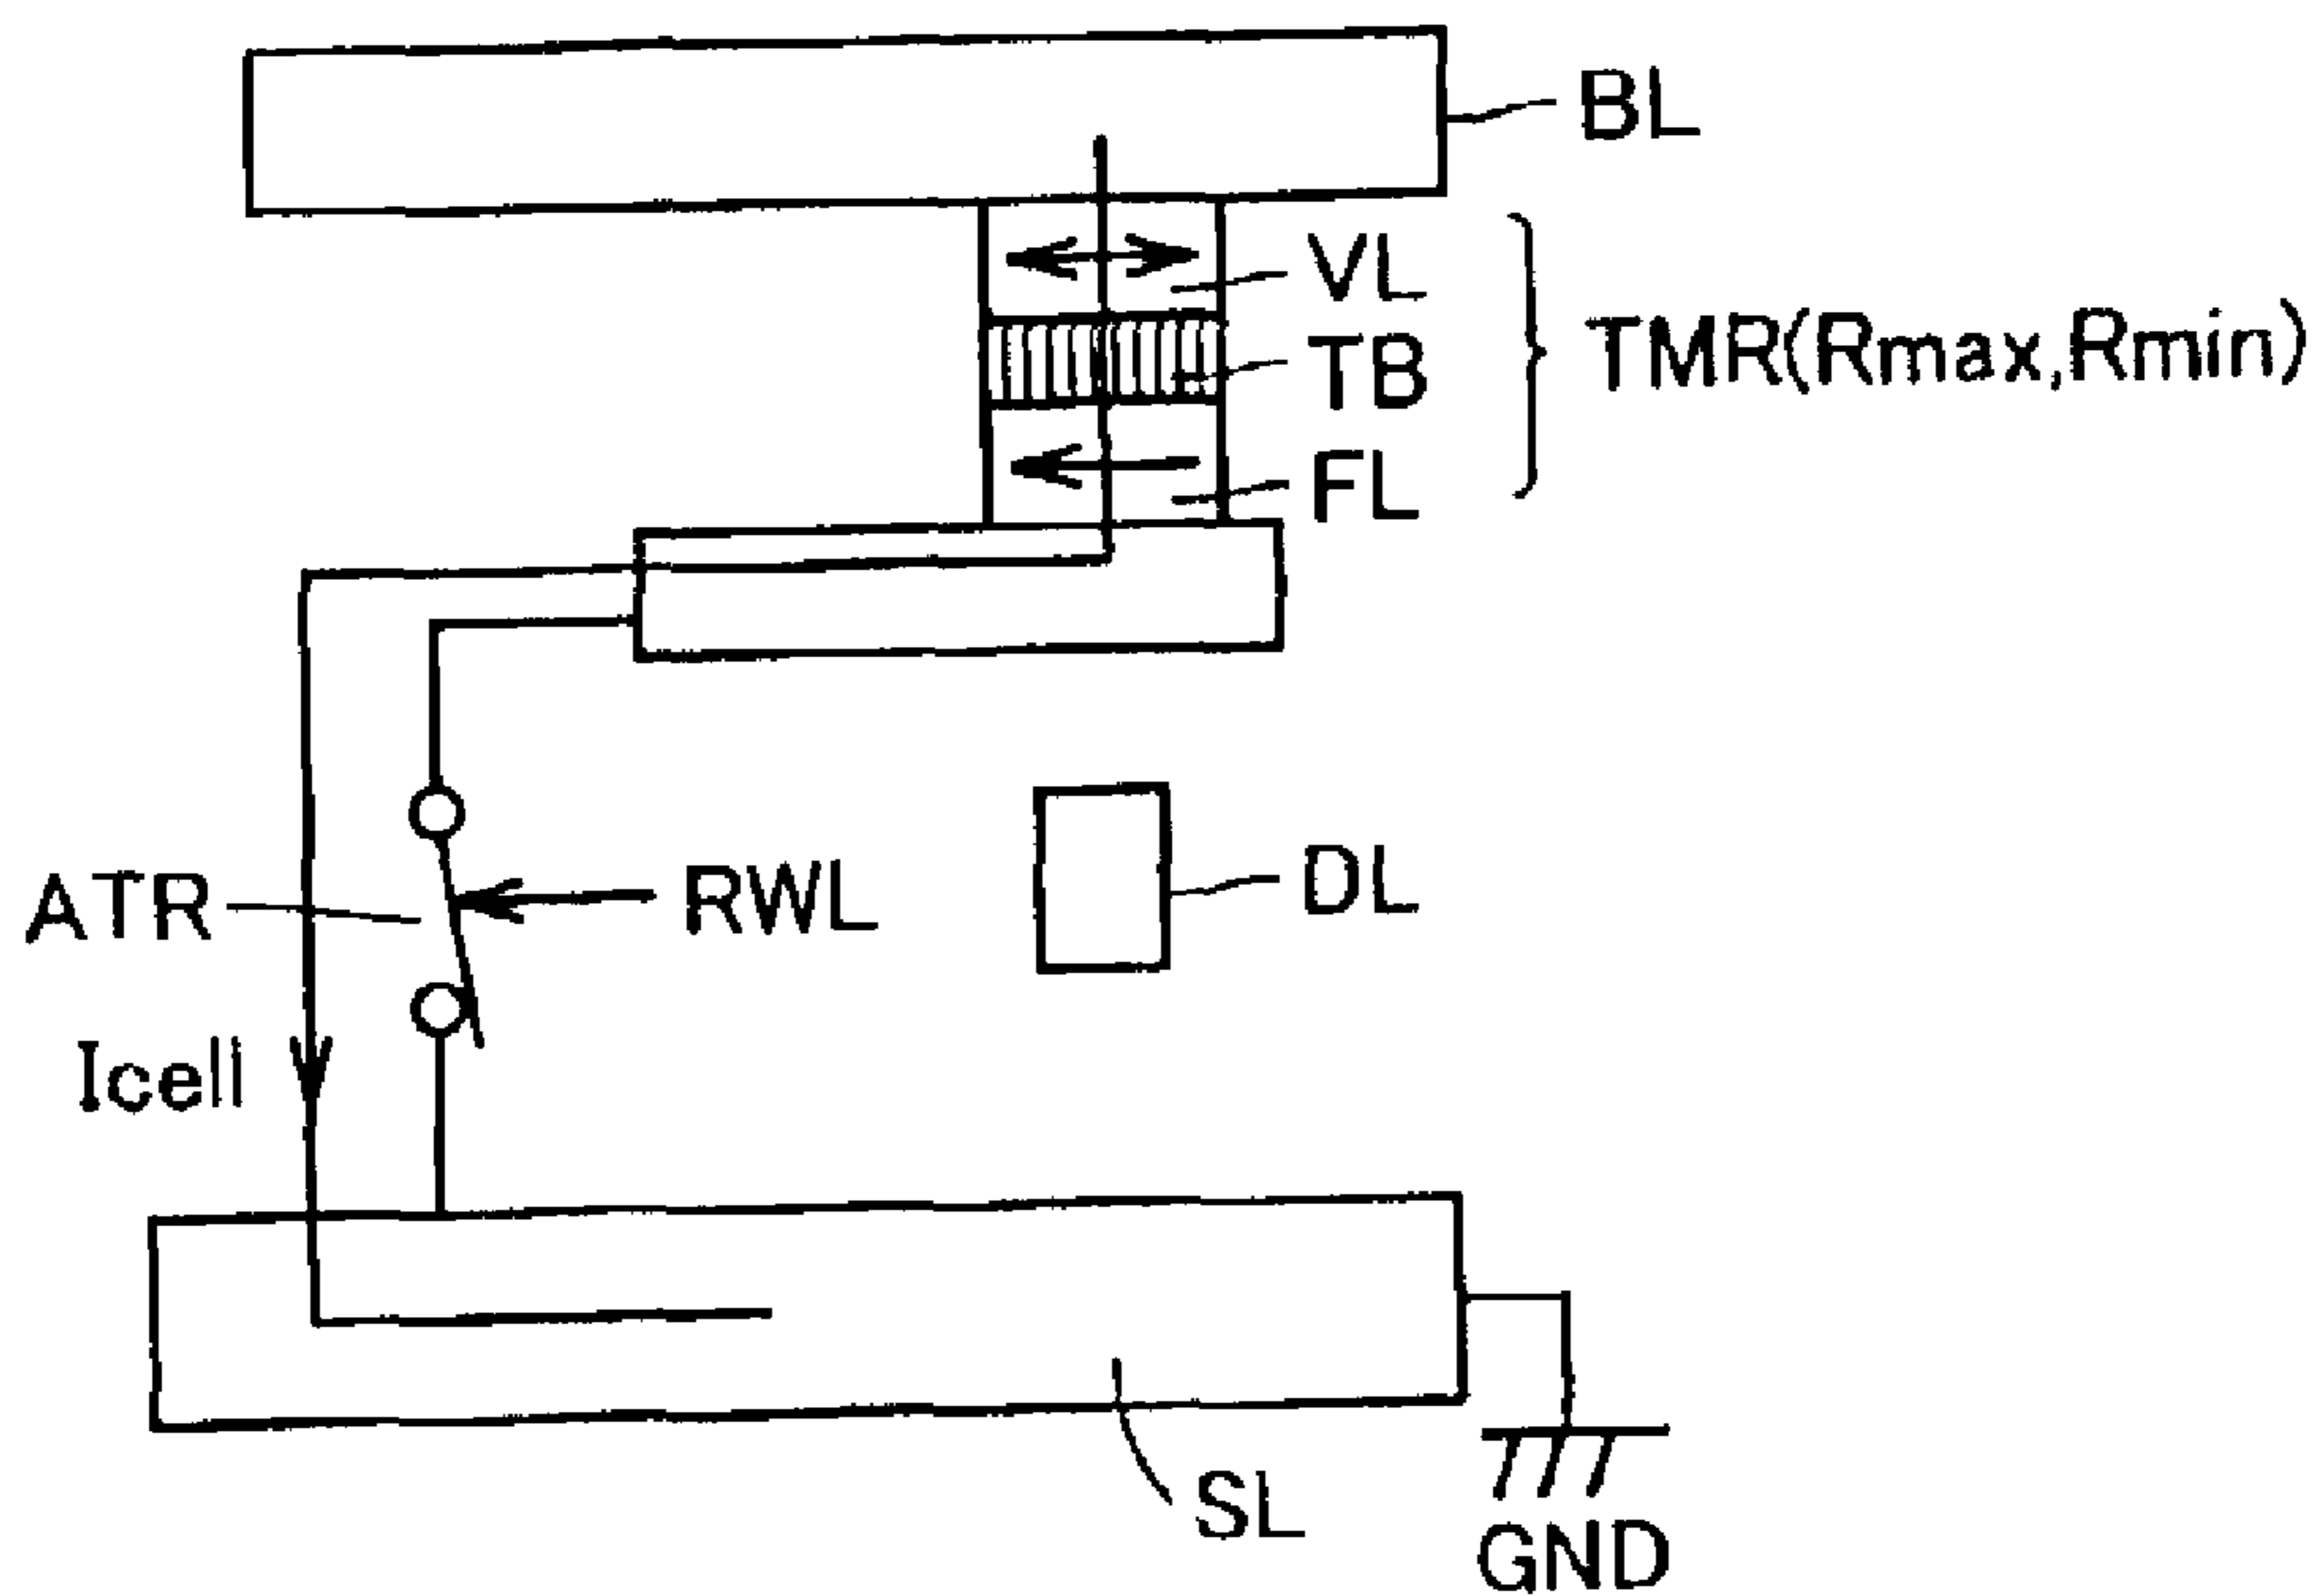 BL
VL
TB
TMR(Rmax,Rmin)
FL
ATR
RWL
DL
Icell
SL
GND